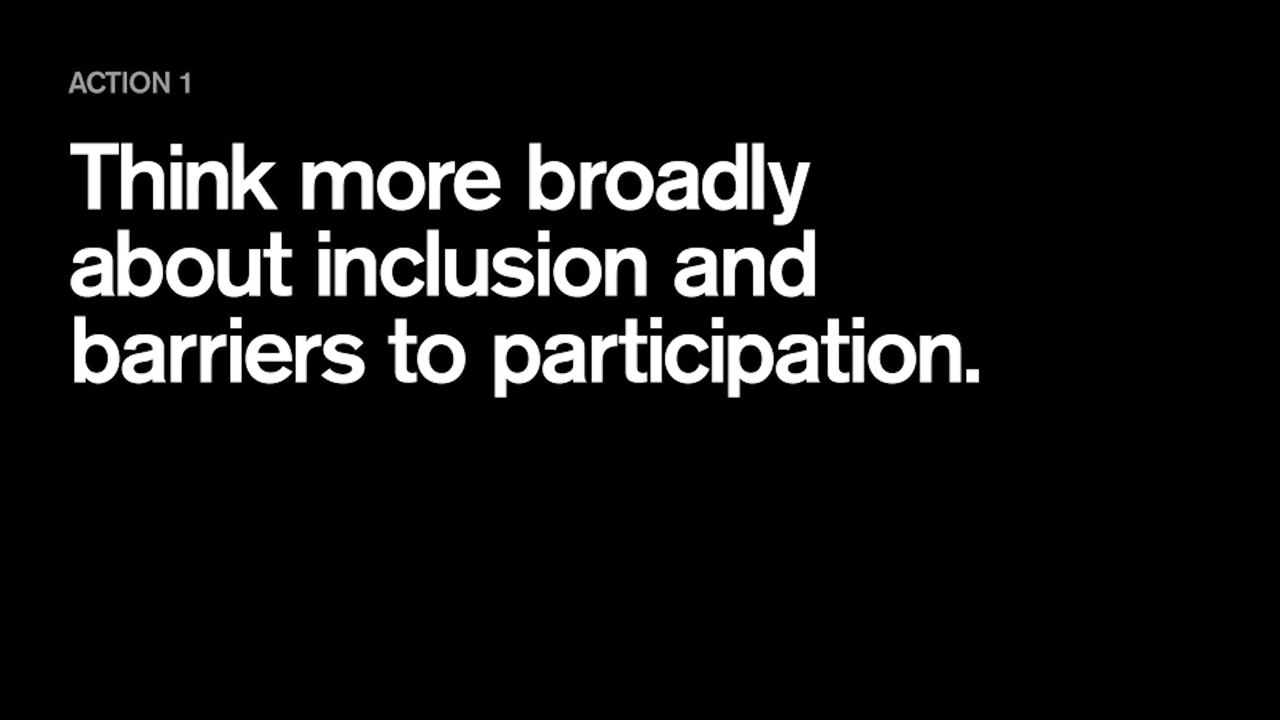 ACTION 1
Think more broadly
about inclusion and
barriers to participation.